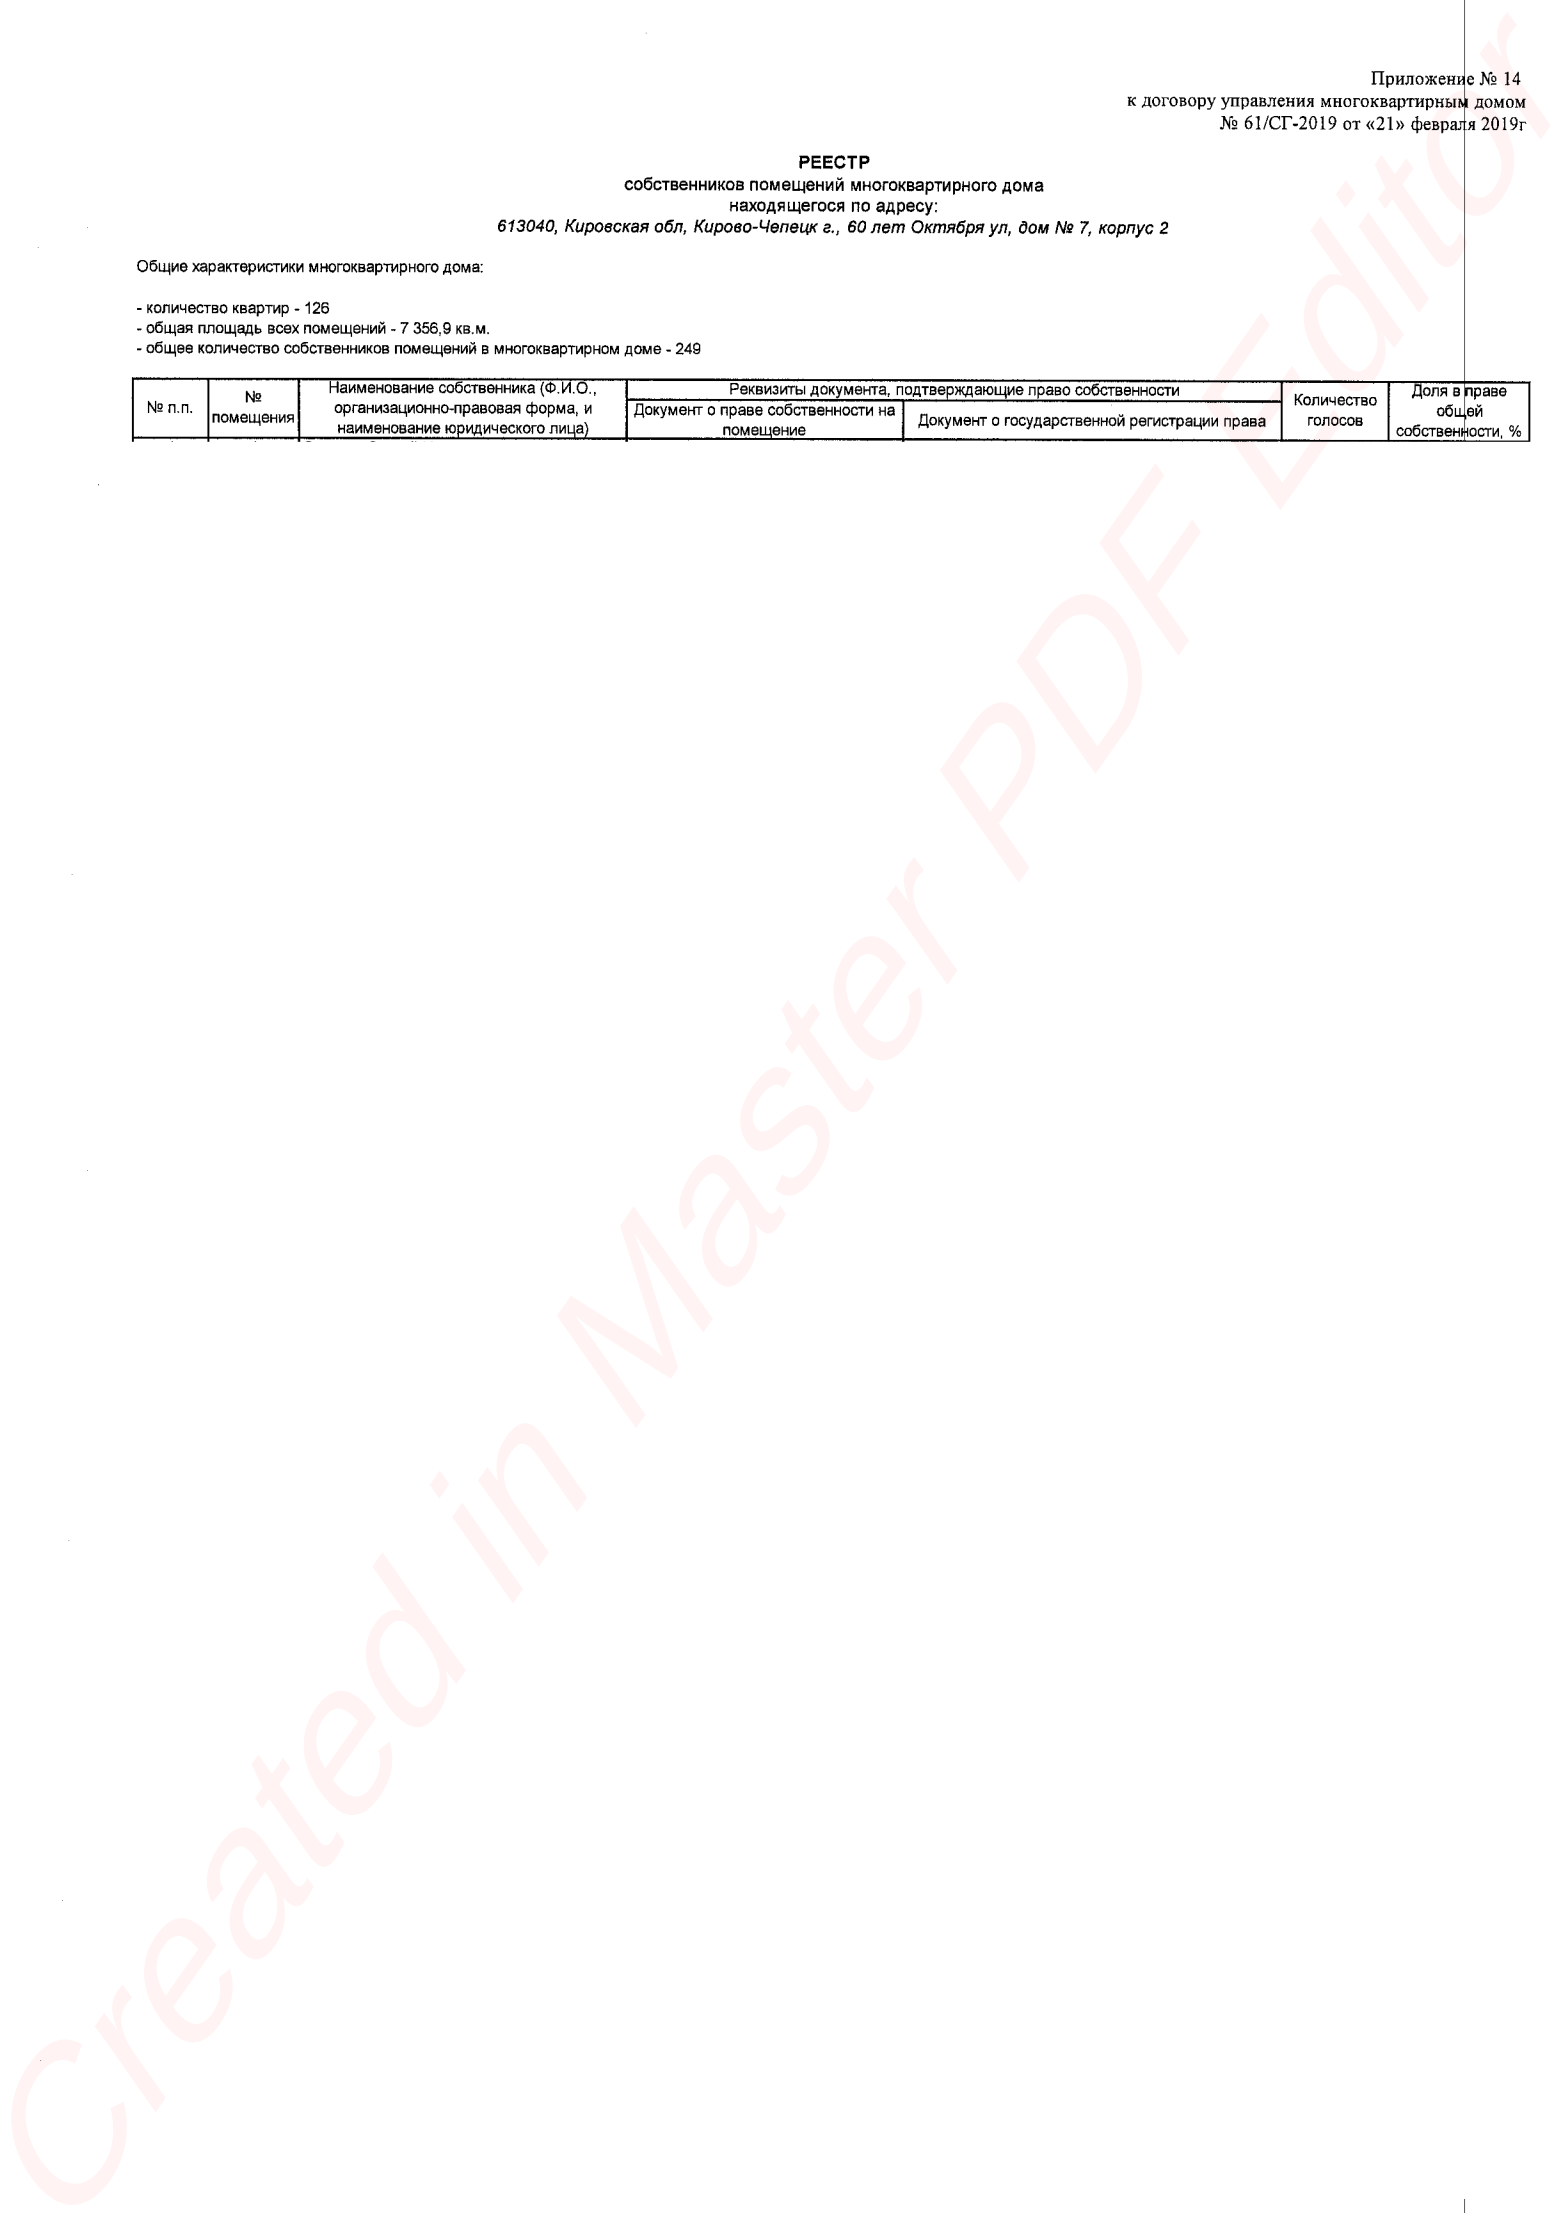 Приложение № 14
к договору управления многоквартирным домом
№ 61/СГ-2019 от «21» февраля 2019г
РЕЕСТР
собственников помещений многоквартирного дома
находящегося по адресу:
613040, Кировская обл, Кирово-Чепецк г., 60 лет Октября ул, дом № 7, корпус 2
Общие характеристики многоквартирного дома:
- количество квартир - 126
- общая площадь всех помещений - 7 356,9 кв.м.
- общее количество собственников помещений в многоквартирном доме - 249
№ п.п.
№
помещения
Наименование собственника (Ф.И.О.,
организационно-правовая форма, и
наименование юридического лица)
Реквизиты документа, подтверждающие право собственности
Документ о праве собственности на
помещение
Документ о государственной регистрации права
Количество
голосов
Доля в праве
общей
собственности, %
Created in Master PDF Editor